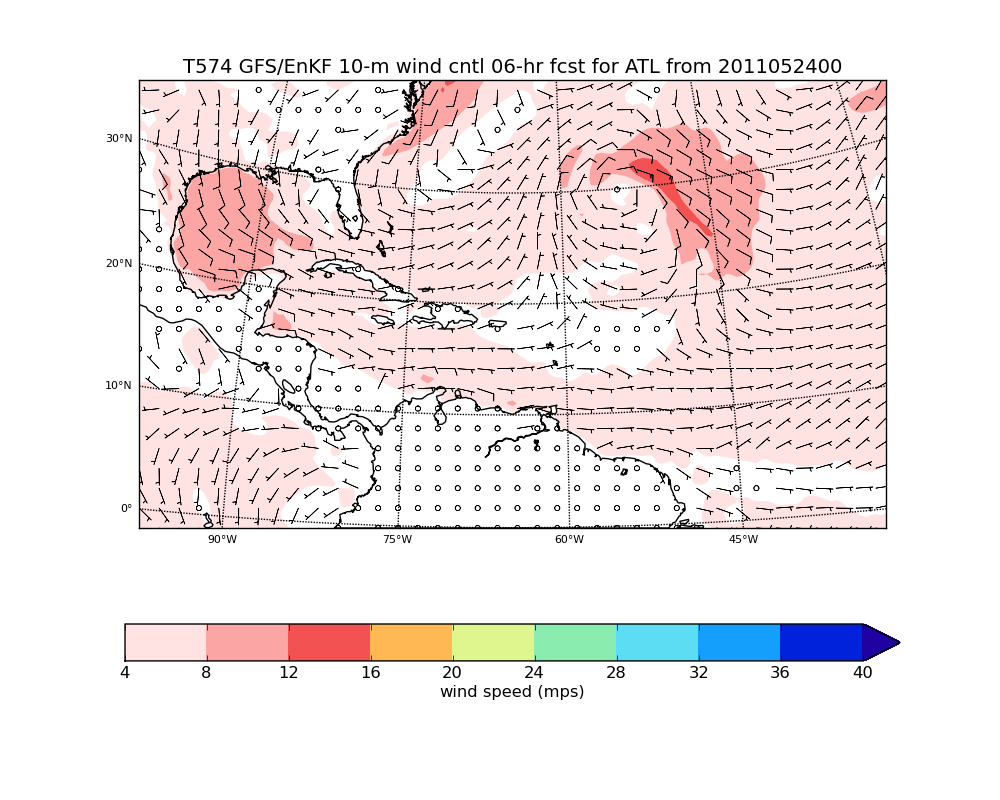 T574 GFS/EnKF 10-m wind cntl 06-hr fcst for ATL from 2011052400
30°N
20°N
10°N
0°
90°W 75°W 60°W 45°W
4 8 12 16 20 24 28 32 36 40
wind speed (mps)